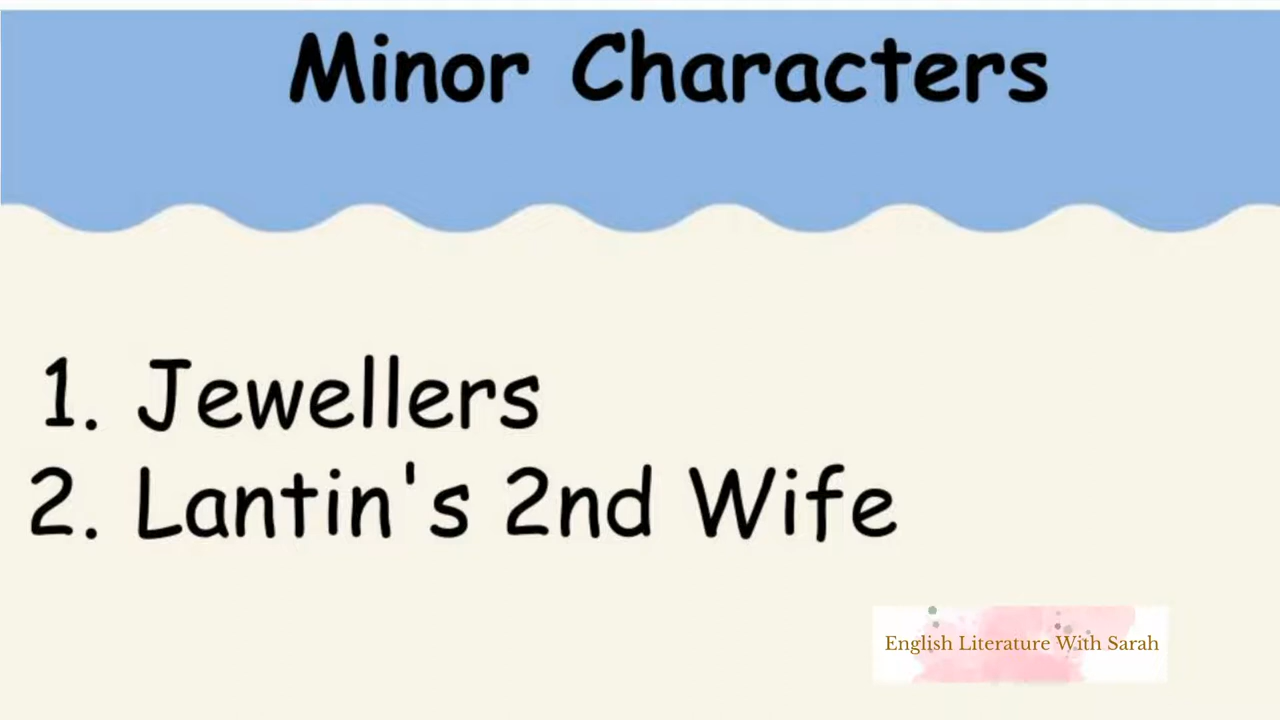 Minor Characters
1. Jewellers
2. Lantin's 2nd Wife
English Literature With Sarah